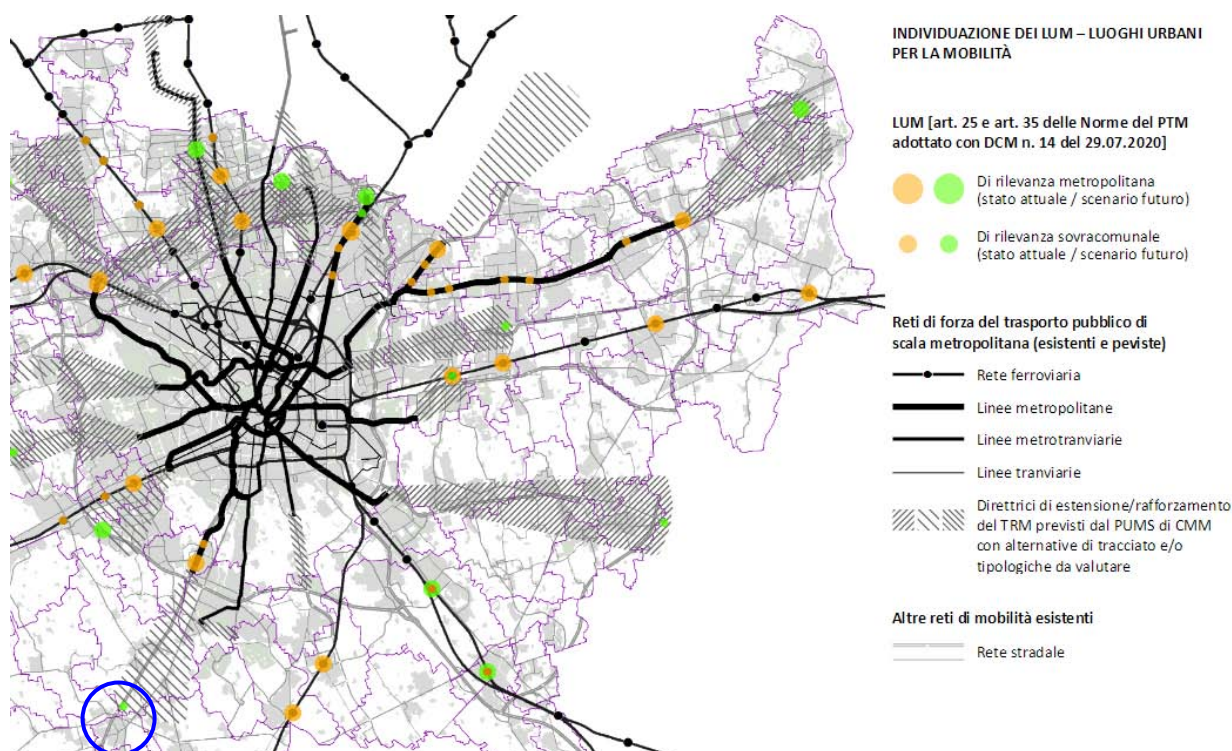 INDIVIDUAZIONE DEI LUM – LUOGHI URBANI
PER LA MOBILITÀ
LUM [art. 25 e art. 35 delle Norme del PTM
adottato con DCM n. 14 del 29.07.2020]
Di rilevanza metropolitana
(stato attuale / scenario futuro)
Di rilevanza sovracomunale
(stato attuale / scenario futuro)
Reti di forza del trasporto pubblico di
scala metropolitana (esistenti e peviste)
Rete ferroviaria
Linee metropolitane
Linee metrotranviarie
Linee tranviarie
Direttrici di estensione/rafforzamento
del TRM previsti dal PUMS di CMM
con alternative di tracciato e/o
tipologiche da valutare
Altre reti di mobilità esistenti
Rete stradale